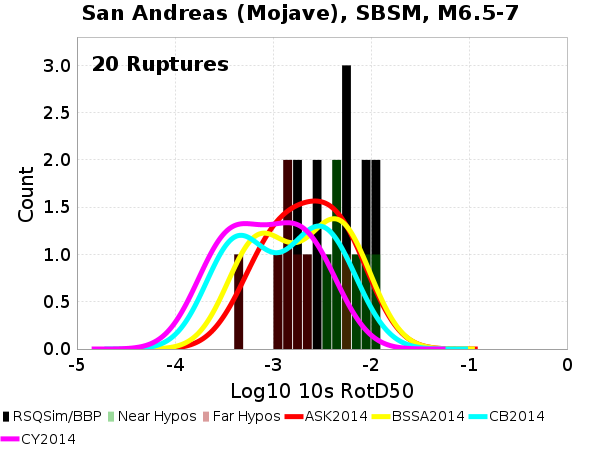 San Andreas (Mojave), SBSM, M6.5-7
20 Ruptures
3.0
2.5
2.0
1.5
1.0
0.5
0.0
Count
-5 -4 -3 -2 -1 0
Log10 10s RotD50
RSQSim/BBP Near Hypos Far Hypos ASK2014 BSSA2014 CB2014
CY2014